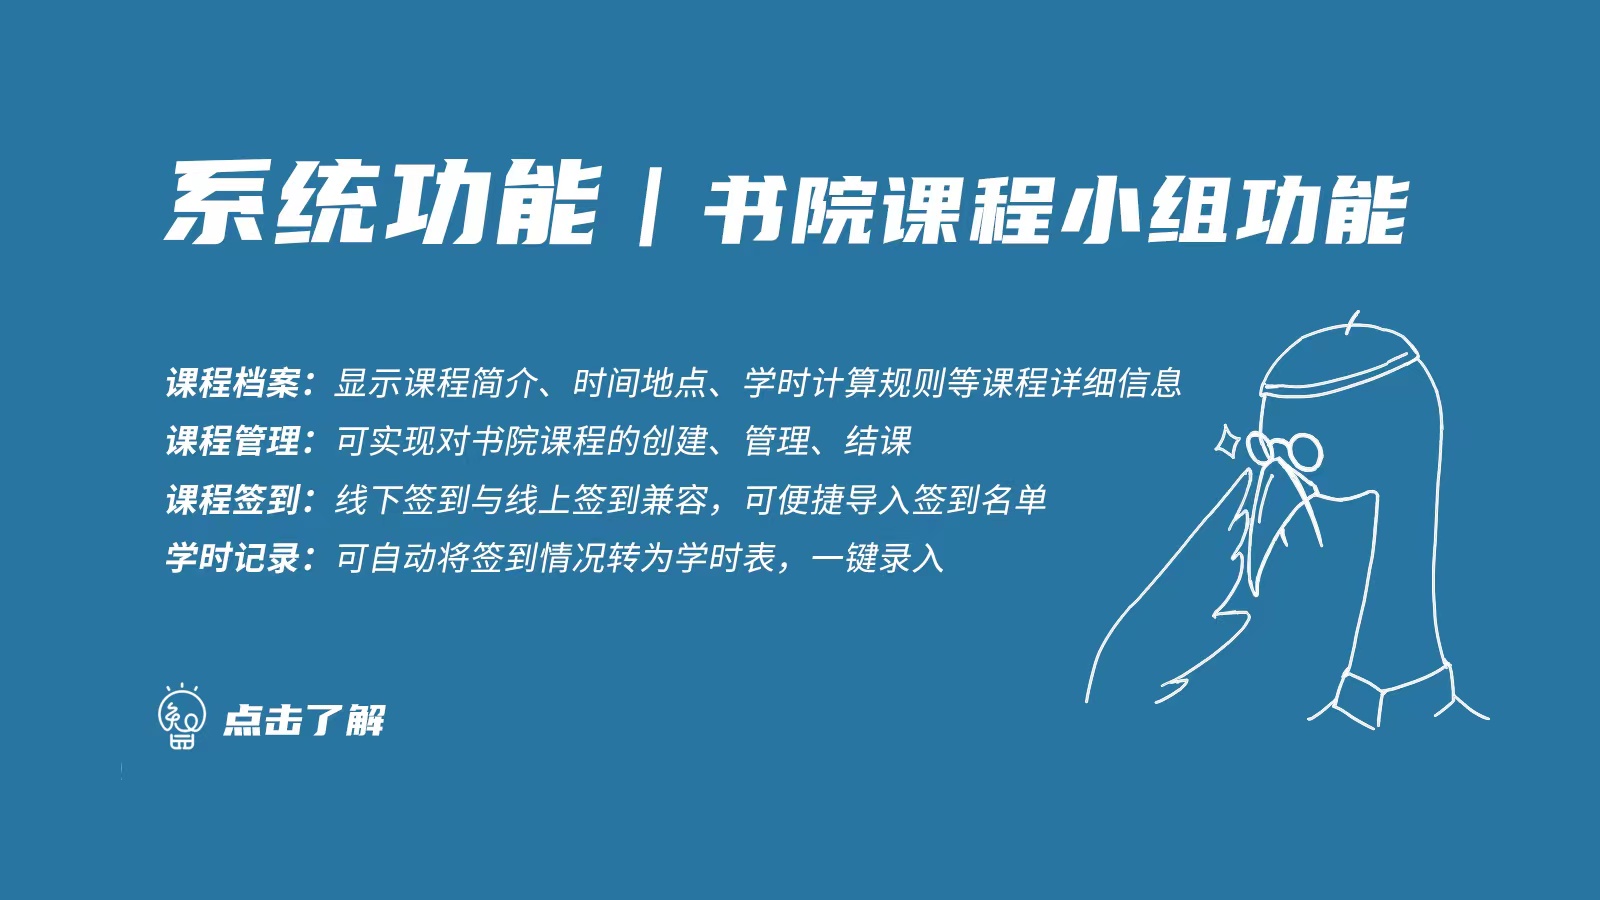 系统功能 | 书院课程小组功能
课程档案：显示课程简介、时间地点、学时计算规则等课程详细信息
课程管理：可实现对书院课程的创建、管理、结课
课程签到：线下签到与线上签到兼容，可便捷导入签到名单
学时记录：可自动将签到情况转为学时表，一键录入
点击了解